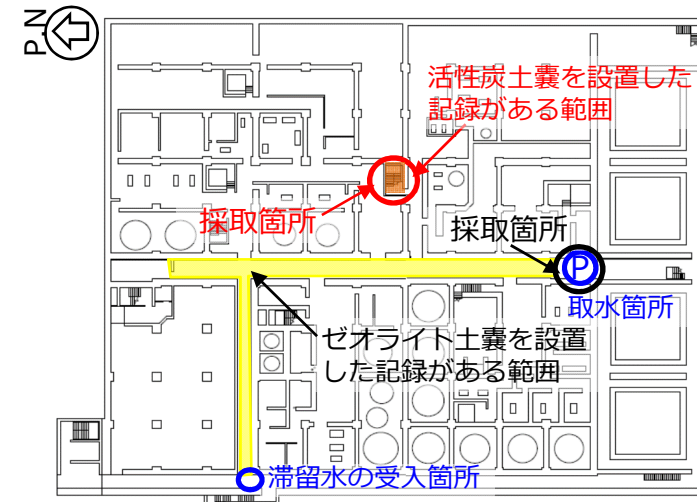 P.N
活性炭土嚢を設置した
記録がある範囲
採取箇所
採取箇所
P
取水箇所
ゼオライト土嚢を設置
した記録がある範囲
滞留水の受入箇所